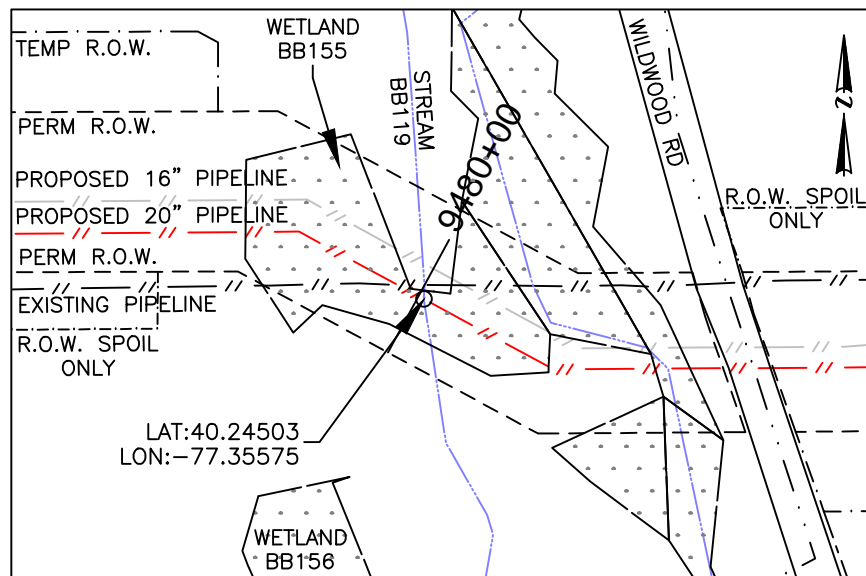 TEMP R.O.W.
WETLAND
BB155
STREAM
BB119
WILDWOOD RD
N
PERM R.O.W.
9480+00
PROPOSED 16" PIPELINE
PROPOSED 20" PIPELINE
R.O.W. SPOIL
ONLY
PERM R.O.W.
EXISTING PIPELINE
R.O.W. SPOIL
ONLY
LAT:40.24503
LON:-77.35575
WETLAND
BB156